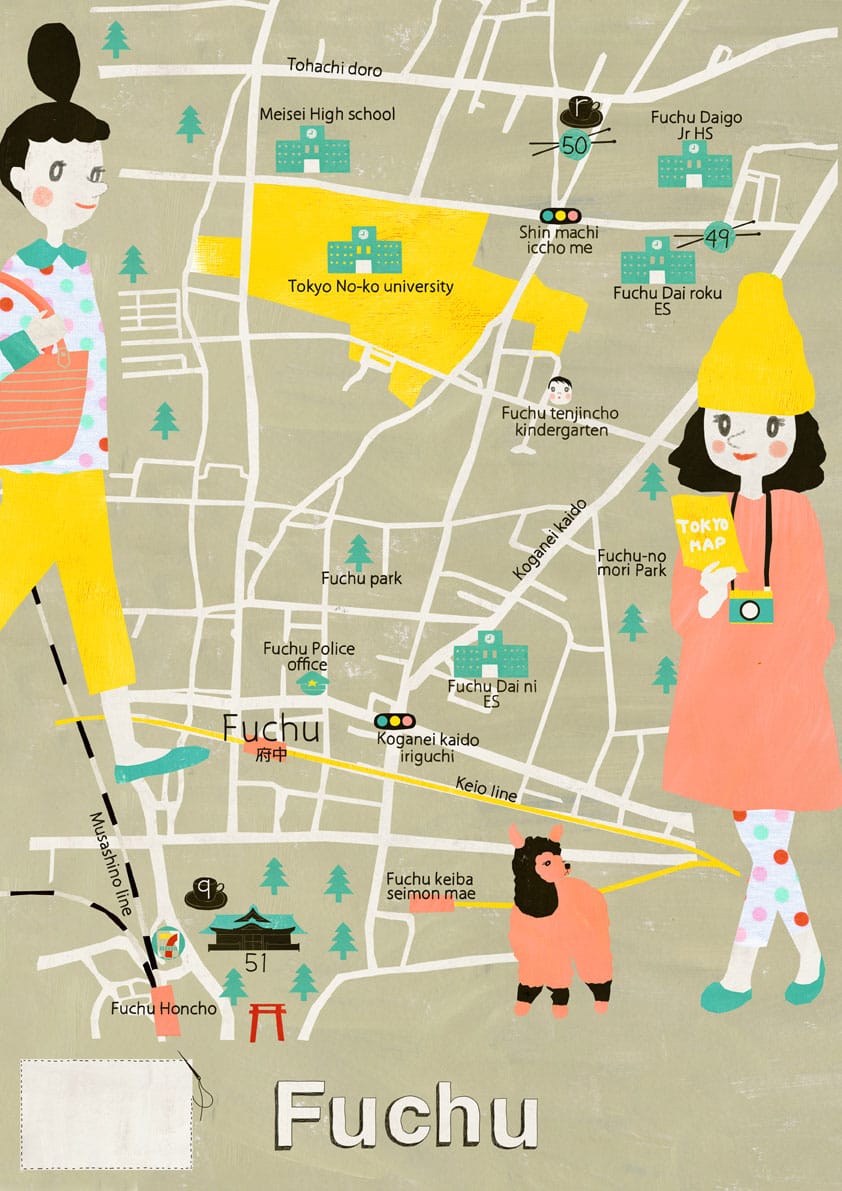 Tohachi doro
Meisei High school
r
50
Fuchu Daigo
Jr HS
Shin machi
iccho me
49
Tokyo No-ko university
Fuchu Dai roku
ES
Fuchu tenjincho
kindergarten
Koganei kaido
TOKYO
MAP
Fuchu-no
mori Park
Fuchu park
Fuchu Police
office
Fuchu Dai ni
ES
Fuchu
府中
Koganei kaido
iriguchi
Keio line
Musashino line
q
Fuchu keiba
seimon mae
7
51
Fuchu Honcho
Fuchu